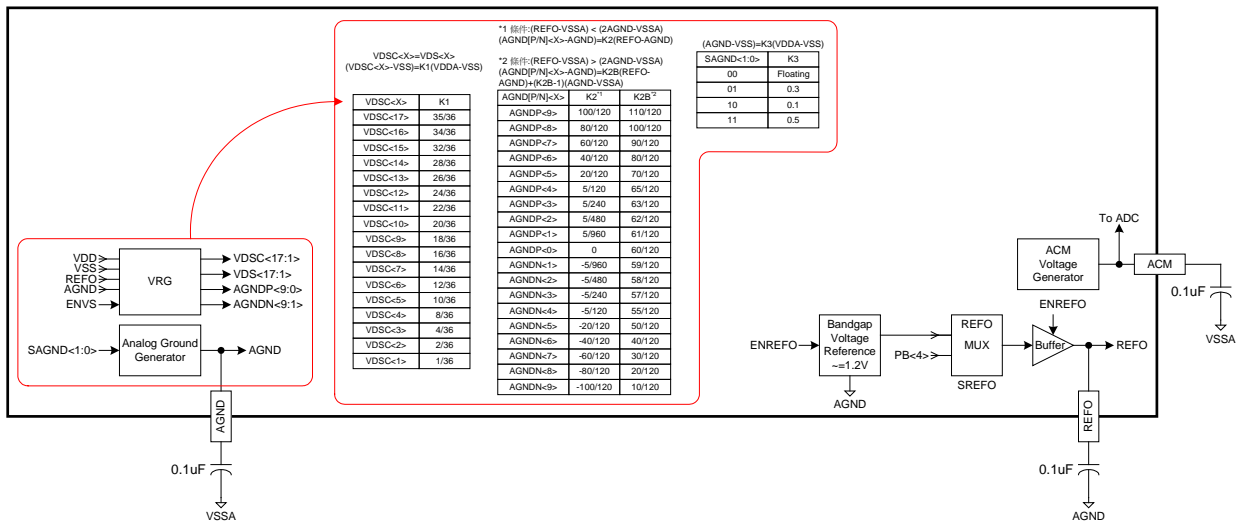 VDSC<X>=VDS<X>
(VDSC<X>-VSS)=K1(VDDA-VSS)
VDSC<X> K1
VDSC<17> 35/36
VDSC<16> 34/36
VDSC<15> 32/36
VDSC<14> 28/36
VDSC<13> 26/36
VDSC<12> 24/36
VDSC<11> 22/36
VDSC<10> 20/36
VDSC<9> 18/36
VDSC<8> 16/36
VDSC<7> 14/36
VDSC<6> 12/36
VDSC<5> 10/36
VDSC<4> 8/36
VDSC<3> 4/36
VDSC<2> 2/36
VDSC<1> 1/36
*1 條件:(REFO-VSSA) < (2AGND-VSSA)
(AGND[P/N]<X>-AGND)=K2(REFO-AGND)
*2 條件:(REFO-VSSA) > (2AGND-VSSA)
(AGND[P/N]<X>-AGND)=K2B(REFO-
AGND)+(K2B-1)(AGND-VSSA)
AGND[P/N]<X> K2*1 K2B*2
AGNDP<9> 100/120 110/120
AGNDP<8> 80/120 100/120
AGNDP<7> 60/120 90/120
AGNDP<6> 40/120 80/120
AGNDP<5> 20/120 70/120
AGNDP<4> 5/120 65/120
AGNDP<3> 5/240 63/120
AGNDP<2> 5/480 62/120
AGNDP<1> 5/960 61/120
AGNDP<0> 0 60/120
AGNDN<1> -5/960 59/120
AGNDN<2> -5/480 58/120
AGNDN<3> -5/240 57/120
AGNDN<4> -5/120 55/120
AGNDN<5> -20/120 50/120
AGNDN<6> -40/120 40/120
AGNDN<7> -60/120 30/120
AGNDN<8> -80/120 20/120
AGNDN<9> -100/120 10/120
(AGND-VSS)=K3(VDDA-VSS)
SAGND<1:0> K3
00 Floating
01 0.3
10 0.1
11 0.5
VDD
VSS
REFO
AGND
ENVS
VRG
VDSC<17:1>
VDS<17:1>
AGNDP<9:0>
AGNDN<9:1>
SAGND<1:0>
Analog Ground
Generator
AGND
AGND
0.1uF
VSSA
ENREFO
Bandgap
Voltage
Reference
~=1.2V
AGND
PB<4>
REFO
MUX
SREFO
ENREFO
Buffer
REFO
REFO
0.1uF
AGND
To ADC
ACM
Voltage
Generator
ACM
0.1uF
VSSA